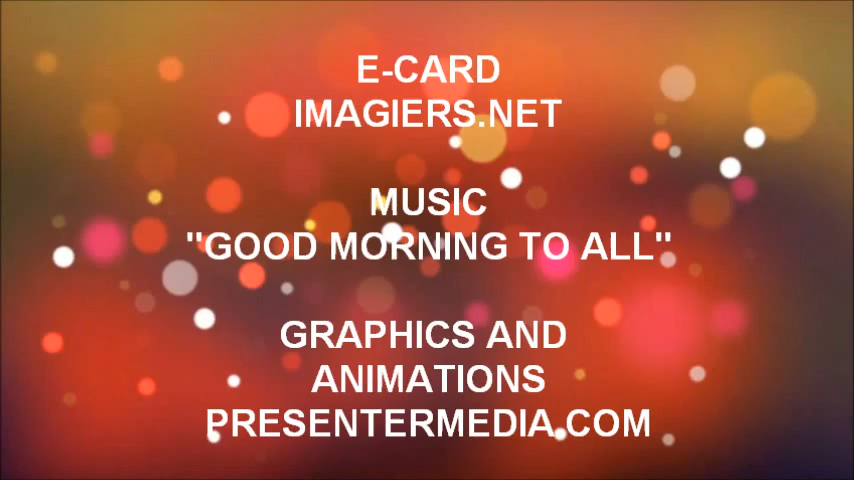 E-CARD
IMAGIERS.NET
MUSIC
"GOOD MORNING TO ALL"
GRAPHICS AND
ANIMATIONS
PRESENTERMEDIA.COM